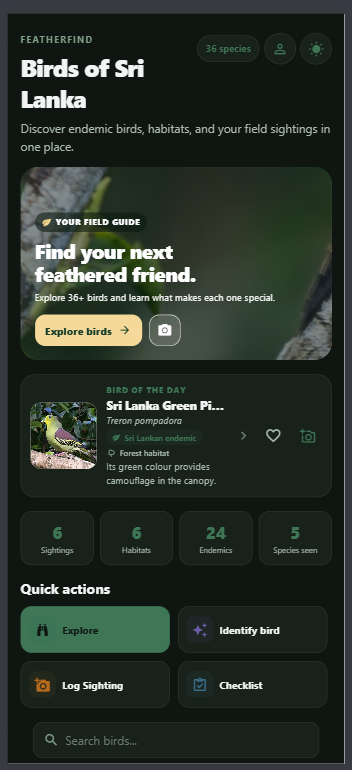 FEATHERFIND
36 species
Birds of Sri
Lanka
Discover endemic birds, habitats, and your field sightings in
one place.
YOUR FIELD GUIDE
Find your next
feathered friend.
Explore 36+ birds and learn what makes each one special.
Explore birds
BIRD OF THE DAY
Sri Lanka Green Pi...
Treron pompadora
Sri Lankan endemic
Forest habitat
Its green colour provides
camouflage in the canopy.
6
Sightings
6
Habitats
24
Endemics
5
Species seen
Quick actions
Explore
Identify bird
Log Sighting
Checklist
Search birds...